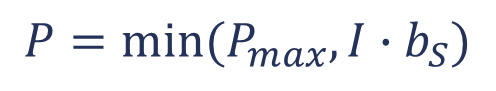 P = min(P_max, I · b_S)